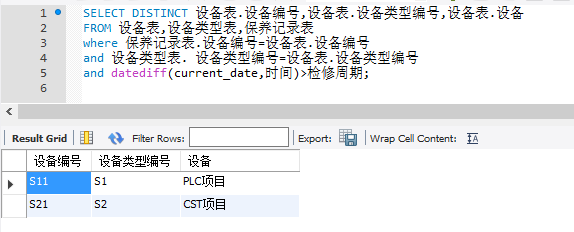 1 SELECT DISTINCT 设备表.设备编号,设备表.设备类型编号,设备表.设备
2 FROM 设备表,设备类型表,保养记录表
3 where 保养记录表.设备编号=设备表.设备编号
4 and 设备类型表. 设备类型编号=设备表.设备类型编号
5 and datediff(current_date,时间)>检修周期;
6
Result Grid Filter Rows: Export: Wrap Cell Content: IA
设备编号 设备类型编号 设备
S11 S1 PLC项目
S21 S2 CST项目